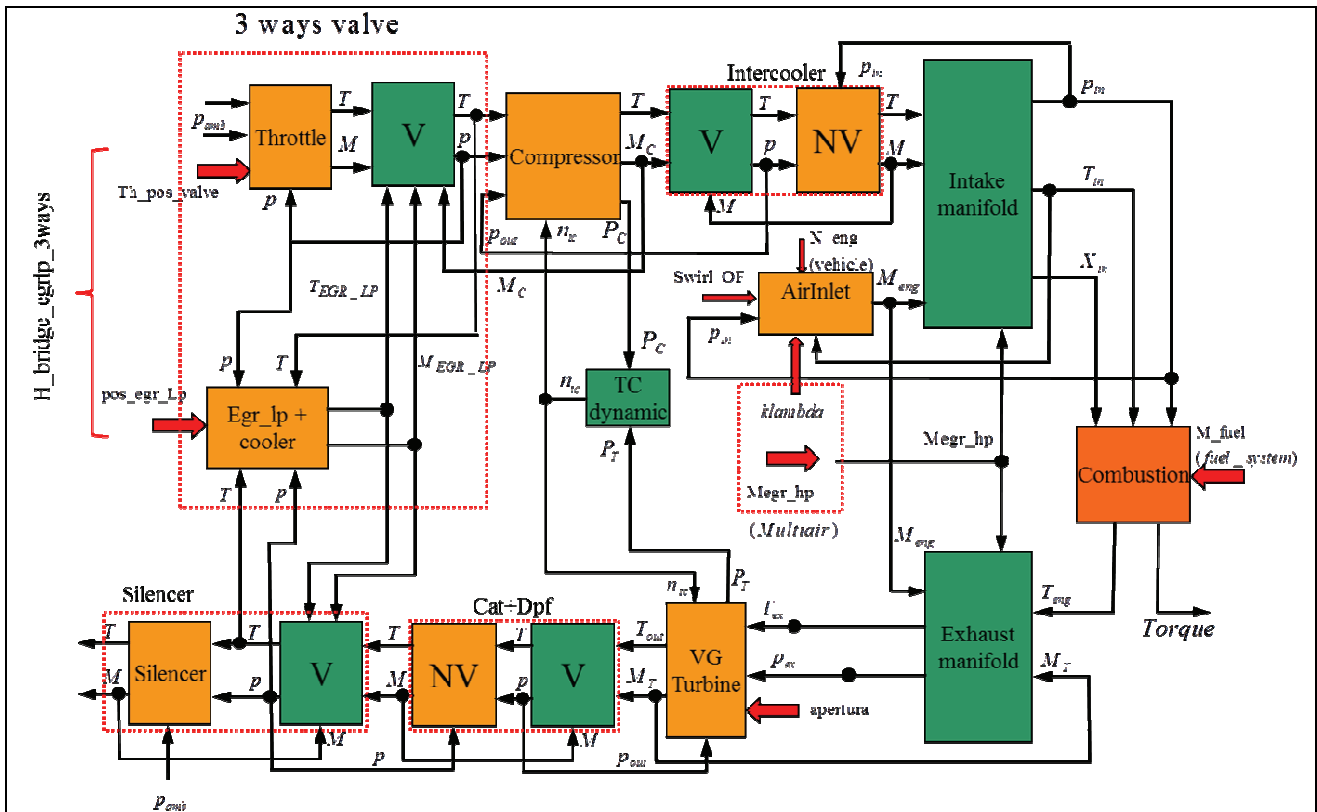 3 ways valve
H_bridge_egrlp_3ways
p_amb
Th_pos_valve
Throttle
T
M
p
V
T
p
Compressor
T
M_C
p_out
n_tc
P_C
M_C
Intercooler
V
T
p
M
NV
p_in
T
M
Intake manifold
p_in
T_in
X_in
T_EGR_LP
M_EGR_LP
p
T
pos_egr_Lp
Egr_lp + cooler
T
p
X_eng (vehicle)
Swirl_OF
AirInlet
M_eng
p_in
klambda
Megr_hp
(Multiair)
Megr_hp
P_C
n_tc
TC dynamic
P_T
M_fuel
(fuel_system)
Combustion
M_eng
T_eng
Torque
M_T
Exhaust manifold
p_ex
n_tc
P_T
VG Turbine
apertura
T_out
M_T
p_out
Cat+Dpf
V
T
p
M
NV
T
M
p
Silencer
V
T
p
M
Silencer
T
M
p_amb